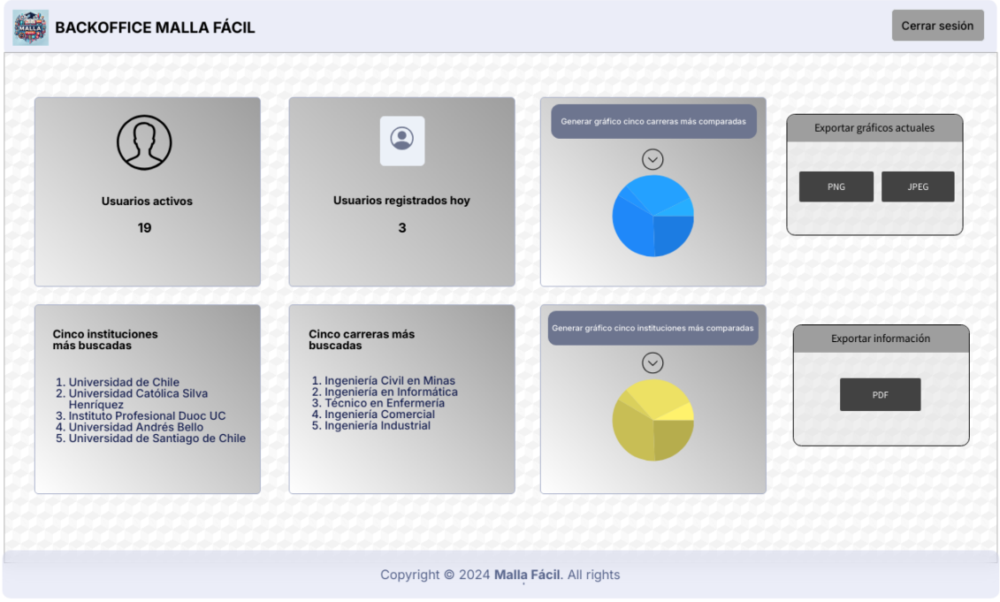 MALLA
BACKOFFICE MALLA FÁCIL
Cerrar sesión
Usuarios activos
19
Usuarios registrados hoy
3
Generar gráfico cinco carreras más comparadas
Exportar gráficos actuales
PNG
JPEG
Cinco instituciones
más buscadas
1. Universidad de Chile
2. Universidad Católica Silva
Henríquez
3. Instituto Profesional Duoc UC
4. Universidad Andrés Bello
5. Universidad de Santiago de Chile
Cinco carreras más
buscadas
1. Ingeniería Civil en Minas
2. Ingeniería en Informática
3. Técnico en Enfermería
4. Ingeniería Comercial
5. Ingeniería Industrial
Generar gráfico cinco instituciones más comparadas
Exportar información
PDF
Copyright © 2024 Malla Fácil. All rights